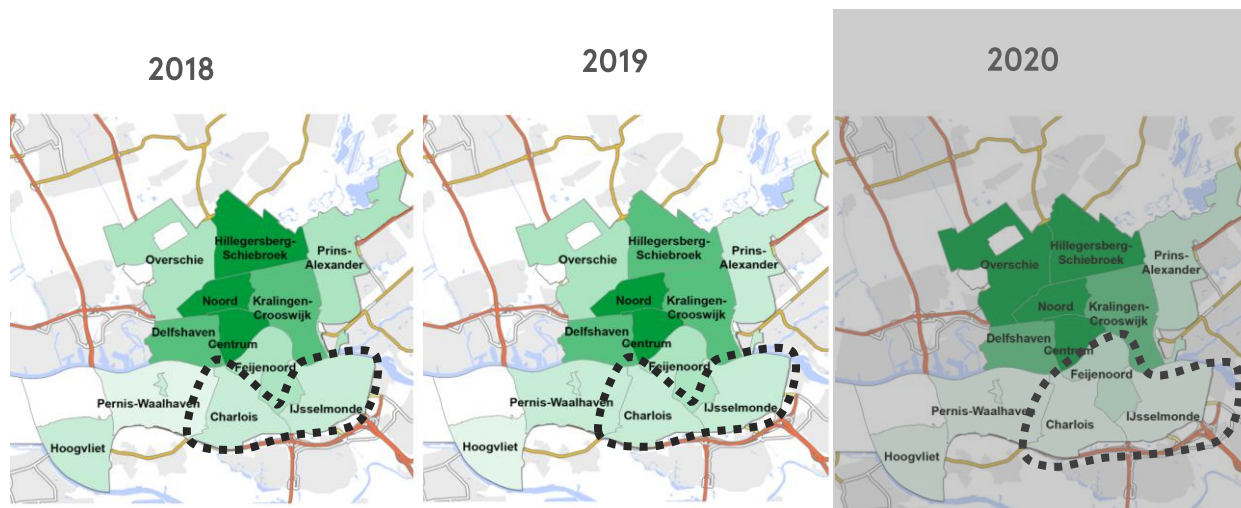 2018
2019
2020
Hillegersberg-
Schiebroek
Prins-
Alexander
Overschie
Noord
Kralingen-
Crooswijk
Delfshaven
Centrum
Feijenoord
Pernis-Waalhaven
Charlois
IJsselmonde
Hoogvliet
Hillegersberg-
Schiebroek
Prins-
Alexander
Overschie
Noord
Kralingen-
Crooswijk
Delfshaven
Centrum
Feijenoord
Pernis-Waalhaven
Charlois
IJsselmonde
Hoogvliet
Hillegersberg-
Schiebroek
Prins-
Alexander
Overschie
Noord
Kralingen-
Crooswijk
Delfshaven
Centrum
Feijenoord
Pernis-Waalhaven
Charlois
IJsselmonde
Hoogvliet